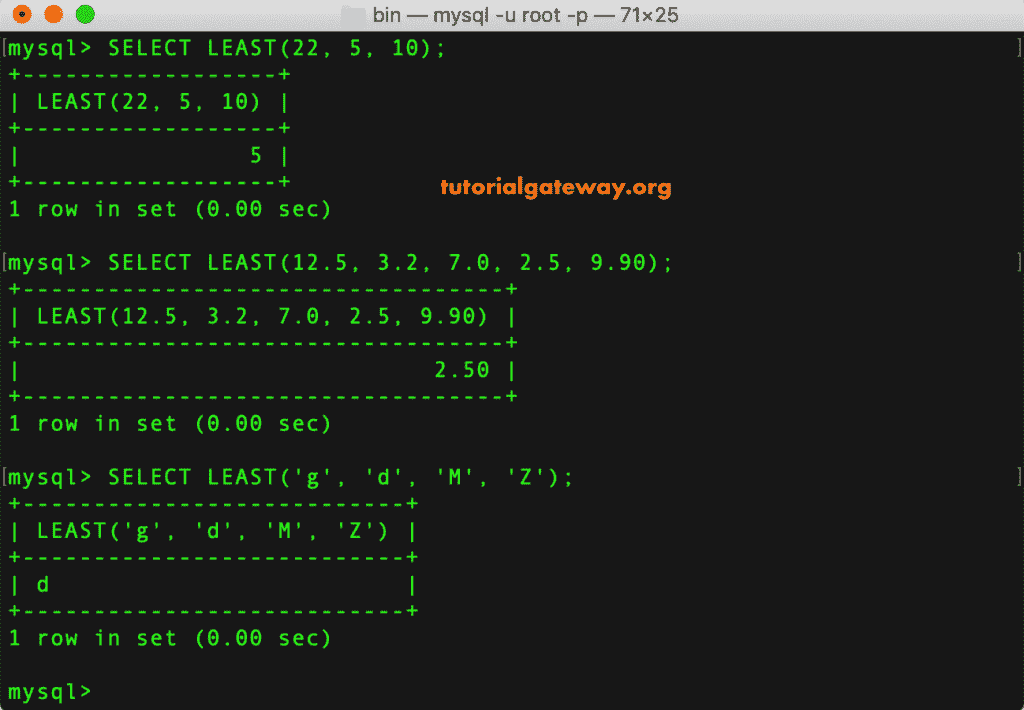 bin — mysql -u root -p — 71×25
[mysql> SELECT LEAST(22, 5, 10); ]
+------------------+
| LEAST(22, 5, 10) |
+------------------+
|                5 |
+------------------+
tutorialgateway.org
1 row in set (0.00 sec)
[mysql> SELECT LEAST(12.5, 3.2, 7.0, 2.5, 9.90); ]
+----------------------------------+
| LEAST(12.5, 3.2, 7.0, 2.5, 9.90) |
+----------------------------------+
|                             2.50 |
+----------------------------------+
1 row in set (0.00 sec)
[mysql> SELECT LEAST('g', 'd', 'M', 'Z'); ]
+---------------------------+
| LEAST('g', 'd', 'M', 'Z') |
+---------------------------+
| d                         |
+---------------------------+
1 row in set (0.00 sec)
mysql>